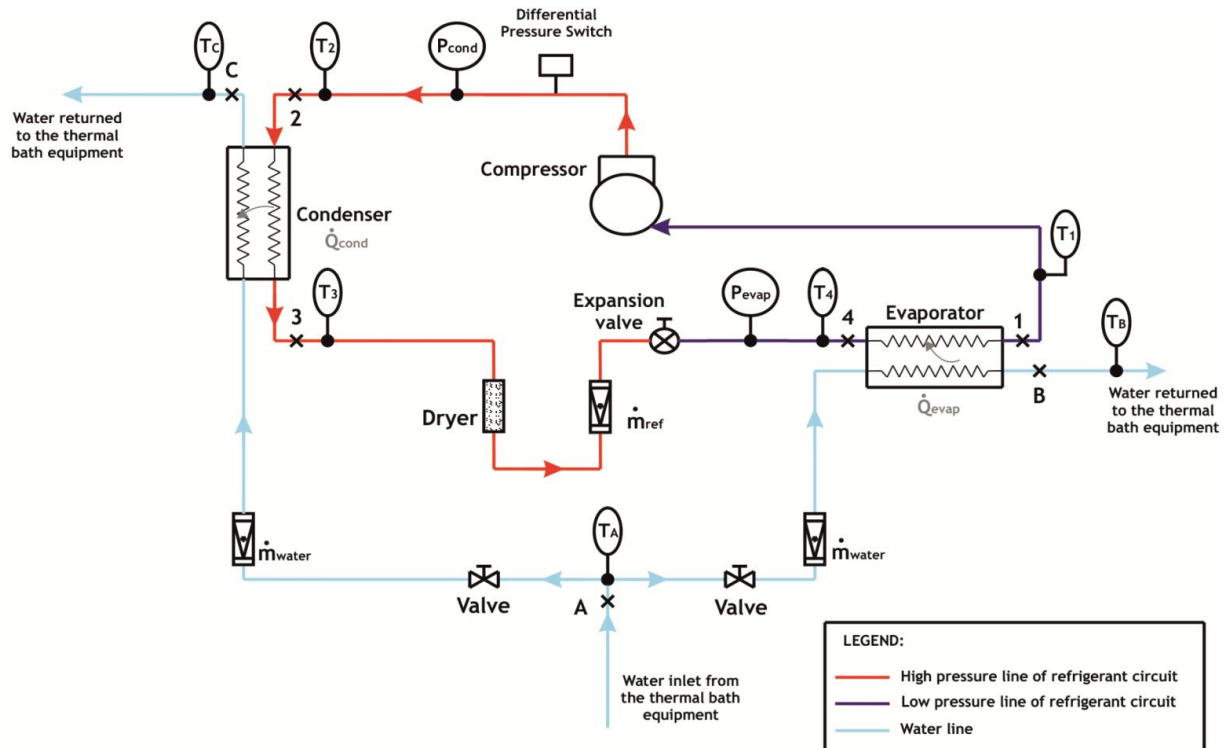 Differential
Pressure Switch
TC
T2
Pcond
C
2
Water returned
to the thermal
bath equipment
Compressor
Condenser
Q̇cond
T1
T3
3
Expansion
valve
Pevap
T4
4
Evaporator
1
TB
B
Q̇evap
Water returned
to the thermal
bath equipment
Dryer
ṁref
ṁwater
TA
ṁwater
Valve
A
Valve
Water inlet from
the thermal bath
equipment
LEGEND:
High pressure line of refrigerant circuit
Low pressure line of refrigerant circuit
Water line